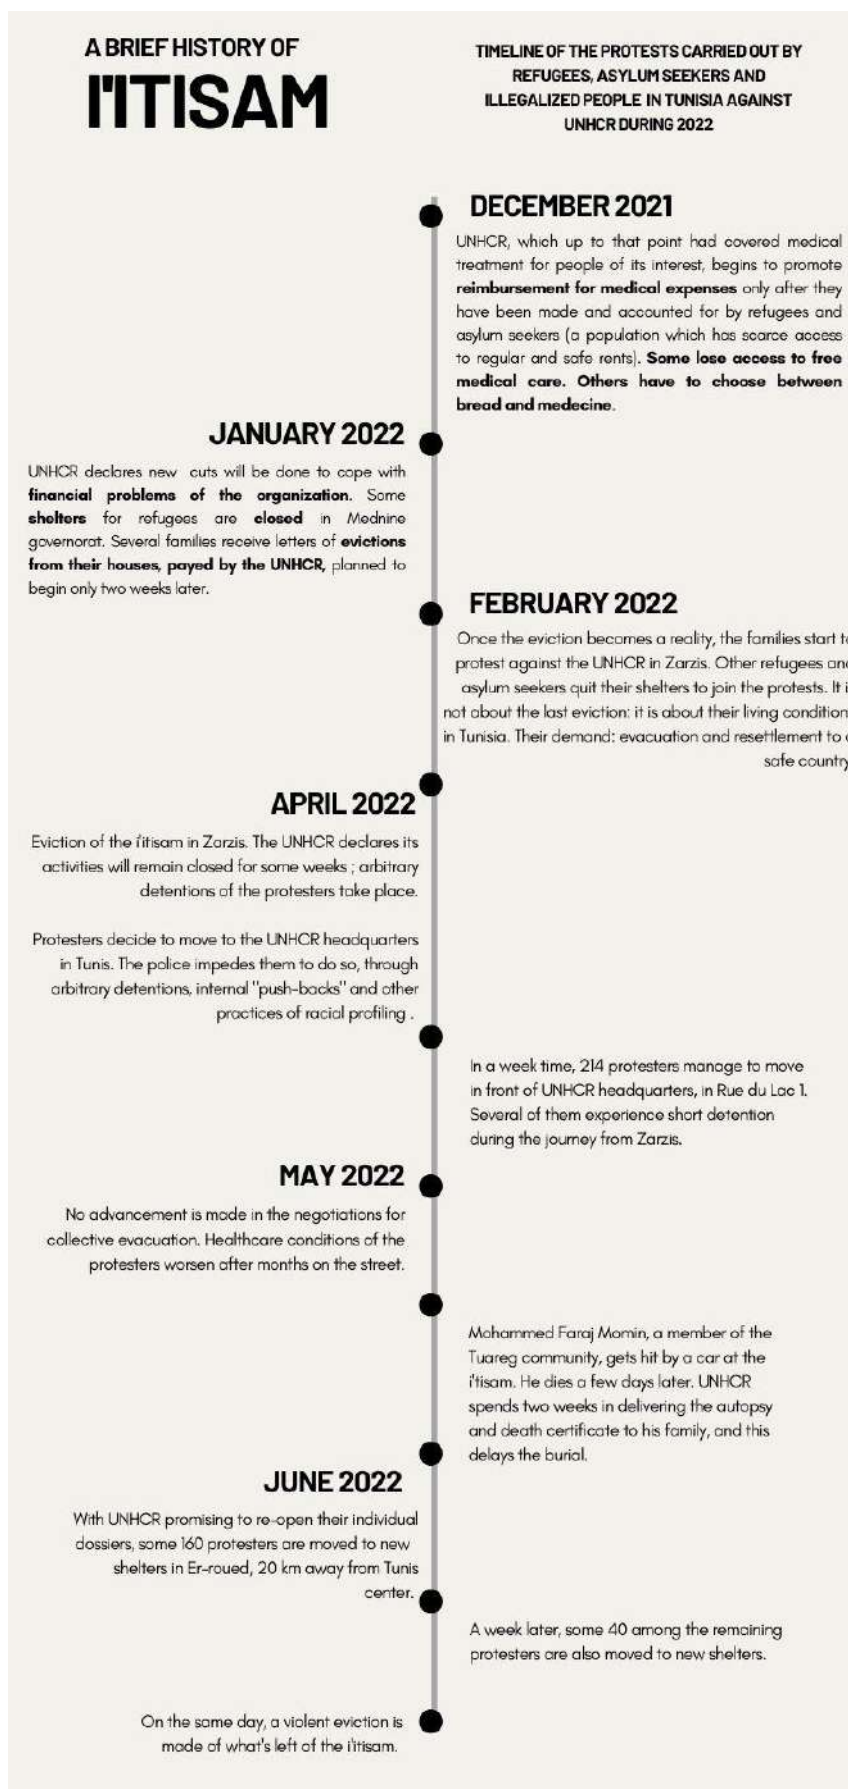 A BRIEF HISTORY OF
I'ITISAM
TIMELINE OF THE PROTESTS CARRIED OUT BY
REFUGEES, ASYLUM SEEKERS AND
ILLEGALIZED PEOPLE IN TUNISIA AGAINST
UNHCR DURING 2022
DECEMBER 2021
UNHCR, which up to that point had covered medical
treatment for people of its interest, begins to promote
reimbursement for medical expenses only after they
have been made and accounted for by refugees and
asylum seekers (a population which has scarce access
to regular and safe rents). Some lose access to free
medical care. Others have to choose between
bread and medecine.
JANUARY 2022
UNHCR declares new cuts will be done to cope with
financial problems of the organization. Some
shelters for refugees are closed in Mednine
governorat. Several families receive letters of evictions
from their houses, payed by the UNHCR, planned to
begin only two weeks later.
FEBRUARY 2022
Once the eviction becomes a reality, the families start
protest against the UNHCR in Zarzis. Other refugees
asylum seekers quit their shelters to join the protests. It
not about the last eviction: it is about their living condition
in Tunisia. Their demand: evacuation and resettlement to
safe country
APRIL 2022
Eviction of the i'itisam in Zarzis. The UNHCR declares its
activities will remain closed for some weeks ; arbitrary
detentions of the protesters take place.
Protesters decide to move to the UNHCR headquarters
in Tunis. The police impedes them to do so, through
arbitrary detentions, internal "push-backs" and other
practices of racial profiling .
In a week time, 214 protesters manage to move
in front of UNHCR headquarters, in Rue du Lac 1.
Several of them experience short detention
during the journey from Zarzis.
MAY 2022
No advancement is made in the negotiations for
collective evacuation. Healthcare conditions of the
protesters worsen after months on the street.
Mohammed Faraj Momin, a member of the
Tuareg community, gets hit by a car at the
i'tisam. He dies a few days later. UNHCR
spends two weeks in delivering the autopsy
and death certificate to his family, and this
delays the burial.
JUNE 2022
With UNHCR promising to re-open their individual
dossiers, some 160 protesters are moved to new
shelters in Er-roued, 20 km away from Tunis
center.
A week later, some 40 among the remaining
protesters are also moved to new shelters.
On the same day, a violent eviction is
made of what's left of the i'itisam.